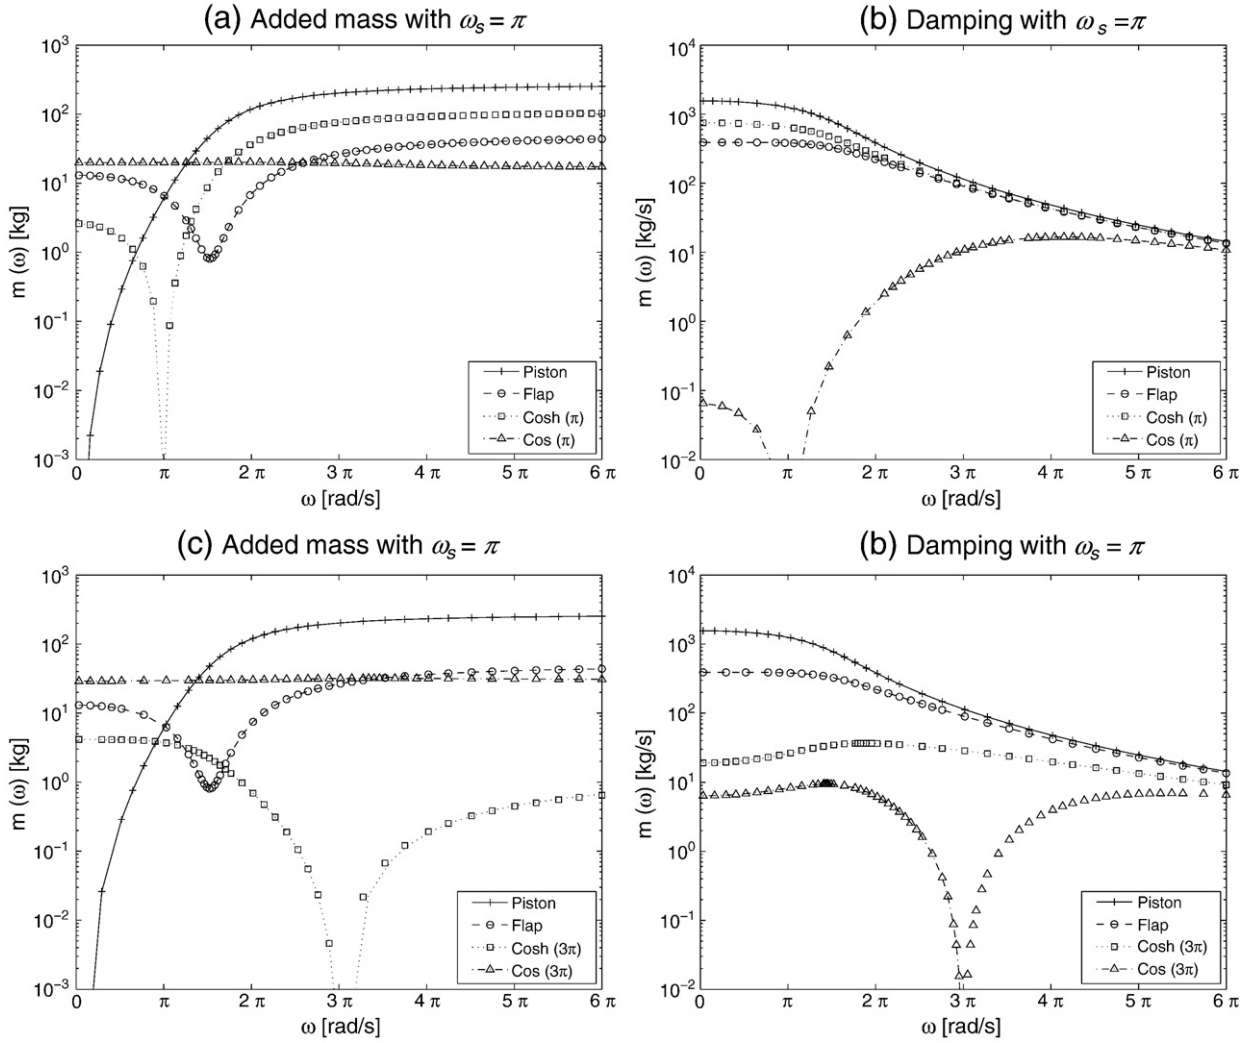 (a) Added mass with ωs = π
m (ω) [kg]
10^3
10^2
10^1
10^0
10^-1
10^-2
10^-3
Piston
Flap
Cosh (π)
Cos (π)
0 π 2 π 3 π 4 π 5 π 6 π
ω [rad/s]
(b) Damping with ωs = π
m (ω) [kg/s]
10^4
10^3
10^2
10^1
10^0
10^-1
10^-2
Piston
Flap
Cosh (π)
Cos (π)
0 π 2 π 3 π 4 π 5 π 6 π
ω [rad/s]
(c) Added mass with ωs = π
m (ω) [kg]
10^3
10^2
10^1
10^0
10^-1
10^-2
10^-3
Piston
Flap
Cosh (3π)
Cos (3π)
0 π 2 π 3 π 4 π 5 π 6 π
ω [rad/s]
(b) Damping with ωs = π
m (ω) [kg/s]
10^4
10^3
10^2
10^1
10^0
10^-1
10^-2
Piston
Flap
Cosh (3π)
Cos (3π)
0 π 2 π 3 π 4 π 5 π 6 π
ω [rad/s]